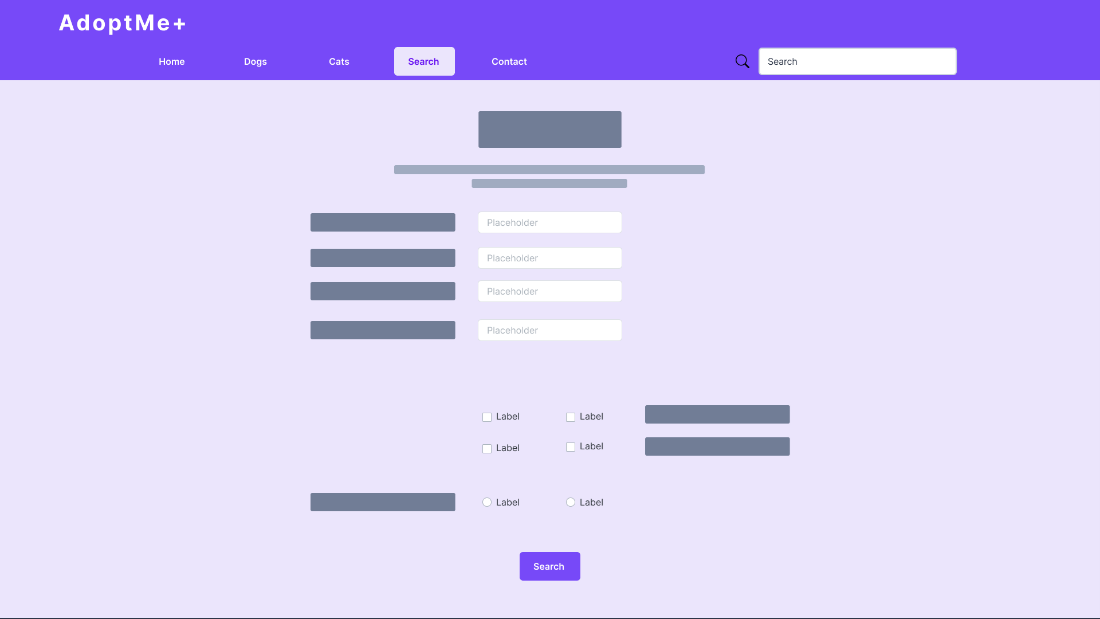 AdoptMe+
Home Dogs Cats Search Contact Search
Placeholder
Placeholder
Placeholder
Placeholder
Label Label
Label Label
Label Label
Search